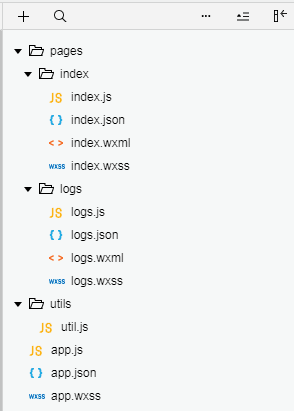 pages
index
JS index.js
{ } index.json
< > index.wxml
wxss index.wxss
logs
JS logs.js
{ } logs.json
< > logs.wxml
wxss logs.wxss
utils
JS util.js
JS app.js
{ } app.json
wxss app.wxss